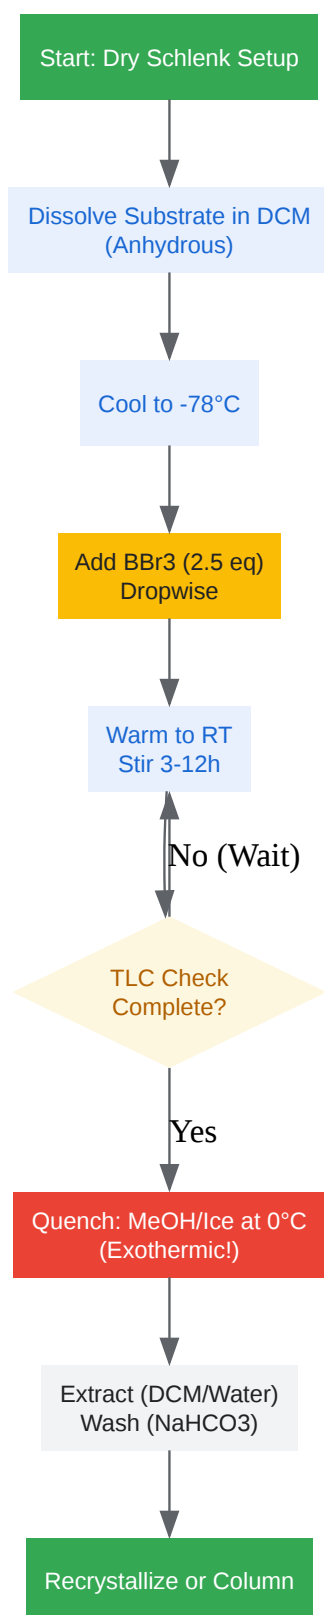 Start: Dry Schlenk Setup
Dissolve Substrate in DCM
(Anhydrous)
Cool to -78°C
Add BBr3 (2.5 eq)
Dropwise
Warm to RT
Stir 3-12h
No (Wait)
TLC Check
Complete?
Yes
Quench: MeOH/Ice at 0°C
(Exothermic!)
Extract (DCM/Water)
Wash (NaHCO3)
Recrystallize or Column